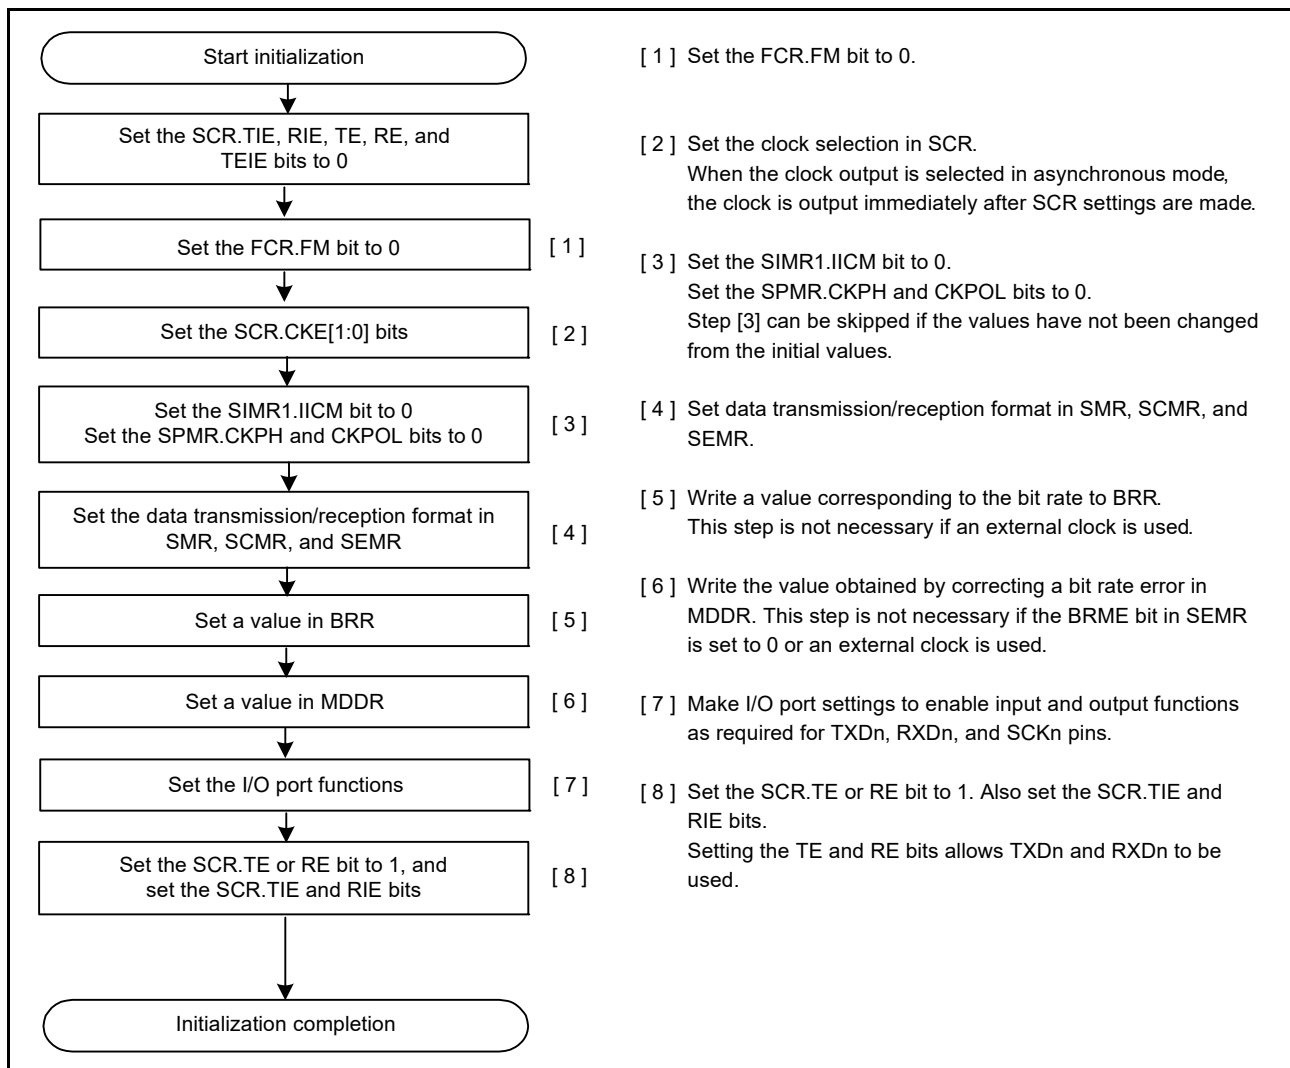 Start initialization
Set the SCR.TIE, RIE, TE, RE, and
TEIE bits to 0
Set the FCR.FM bit to 0
[ 1 ]
Set the SCR.CKE[1:0] bits
[ 2 ]
Set the SIMR1.IICM bit to 0
Set the SPMR.CKPH and CKPOL bits to 0
[ 3 ]
Set the data transmission/reception format in
SMR, SCMR, and SEMR
[ 4 ]
Set a value in BRR
[ 5 ]
Set a value in MDDR
[ 6 ]
Set the I/O port functions
[ 7 ]
Set the SCR.TE or RE bit to 1, and
set the SCR.TIE and RIE bits
[ 8 ]
Initialization completion
[ 1 ] Set the FCR.FM bit to 0.
[ 2 ] Set the clock selection in SCR.
When the clock output is selected in asynchronous mode,
the clock is output immediately after SCR settings are made.
[ 3 ] Set the SIMR1.IICM bit to 0.
Set the SPMR.CKPH and CKPOL bits to 0.
Step [3] can be skipped if the values have not been changed
from the initial values.
[ 4 ] Set data transmission/reception format in SMR, SCMR, and
SEMR.
[ 5 ] Write a value corresponding to the bit rate to BRR.
This step is not necessary if an external clock is used.
[ 6 ] Write the value obtained by correcting a bit rate error in
MDDR. This step is not necessary if the BRME bit in SEMR
is set to 0 or an external clock is used.
[ 7 ] Make I/O port settings to enable input and output functions
as required for TXDn, RXDn, and SCKn pins.
[ 8 ] Set the SCR.TE or RE bit to 1. Also set the SCR.TIE and
RIE bits.
Setting the TE and RE bits allows TXDn and RXDn to be
used.